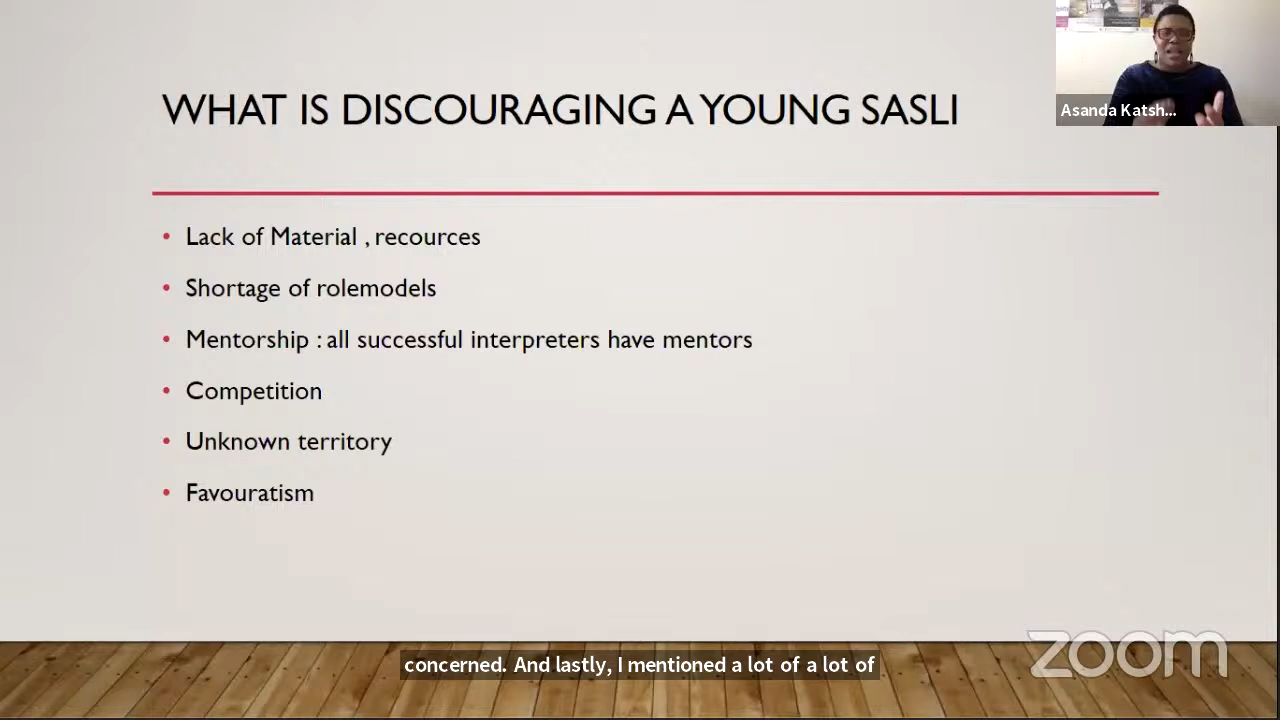 WHAT IS DISCOURAGING A YOUNG SASLI
Asanda Katsh...
• Lack of Material , recources
• Shortage of rolemodels
• Mentorship : all successful interpreters have mentors
• Competition
• Unknown territory
• Favouratism
concerned. And lastly, I mentioned a lot of a lot of
zoom